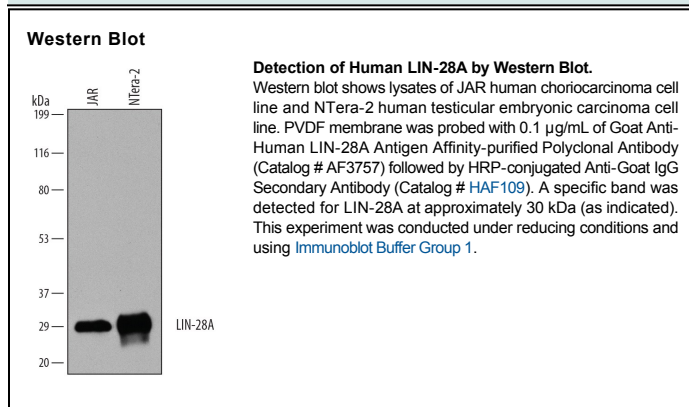 Western Blot
kDa
JAR
NTera-2
199
116
80
53
37
29
20
LIN-28A
Detection of Human LIN-28A by Western Blot.
Western blot shows lysates of JAR human choriocarcinoma cell
line and NTera-2 human testicular embryonic carcinoma cell
line. PVDF membrane was probed with 0.1 µg/mL of Goat Anti-
Human LIN-28A Antigen Affinity-purified Polyclonal Antibody
(Catalog # AF3757) followed by HRP-conjugated Anti-Goat IgG
Secondary Antibody (Catalog # HAF109). A specific band was
detected for LIN-28A at approximately 30 kDa (as indicated).
This experiment was conducted under reducing conditions and
using Immunoblot Buffer Group 1.